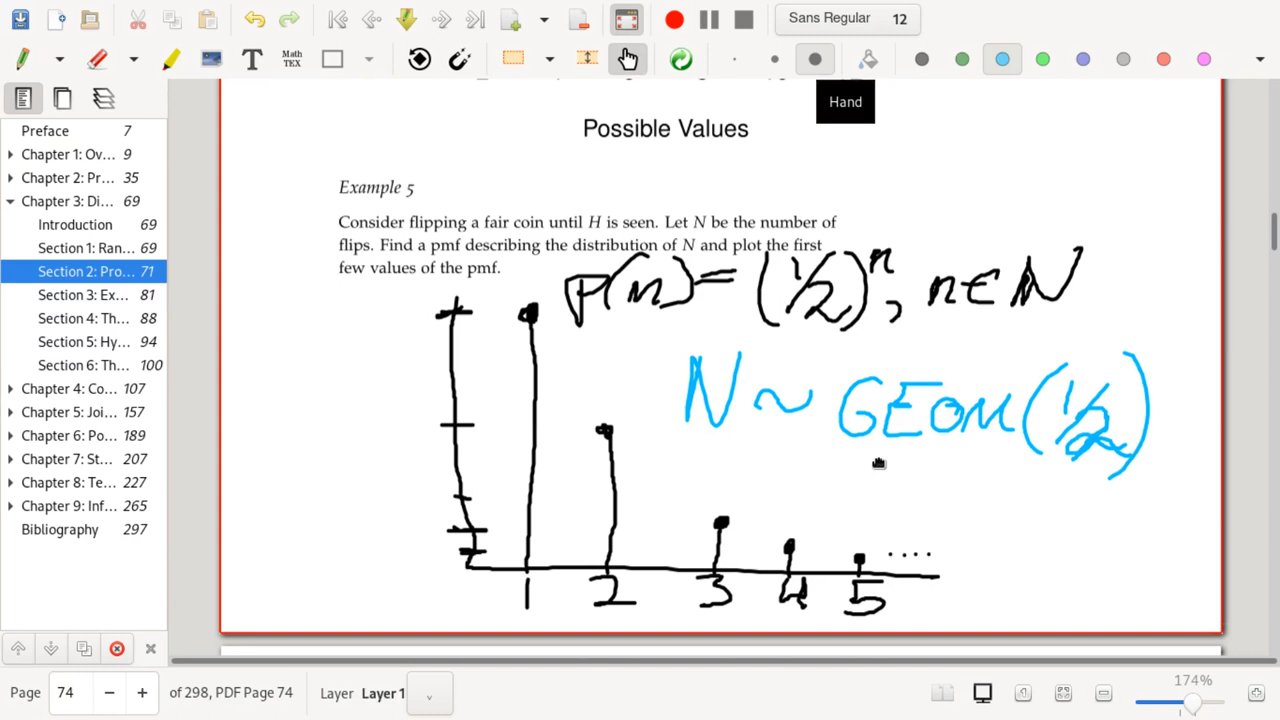 Sans Regular 12
T Math TEX
Hand
Preface 7
Chapter 1: Ov... 9
Chapter 2: Pr... 35
Chapter 3: Di... 69
Introduction 69
Section 1: Ran... 69
Section 2: Pro... 71
Section 3: Ex... 81
Section 4: Th... 88
Section 5: Hy... 94
Section 6: Th... 100
Chapter 4: Co... 107
Chapter 5: Joi... 157
Chapter 6: Po... 189
Chapter 7: St... 207
Chapter 8: Te... 227
Chapter 9: Inf... 265
Bibliography 297
Possible Values
Example 5
Consider flipping a fair coin until H is seen. Let N be the number of
flips. Find a pmf describing the distribution of N and plot the first
few values of the pmf.
p(n) = (1/2)^n, n ∈ ℕ
N ~ GEOM(1/2)
1 2 3 4 5 ....
Page 74 of 298, PDF Page 74 Layer Layer 1 174%